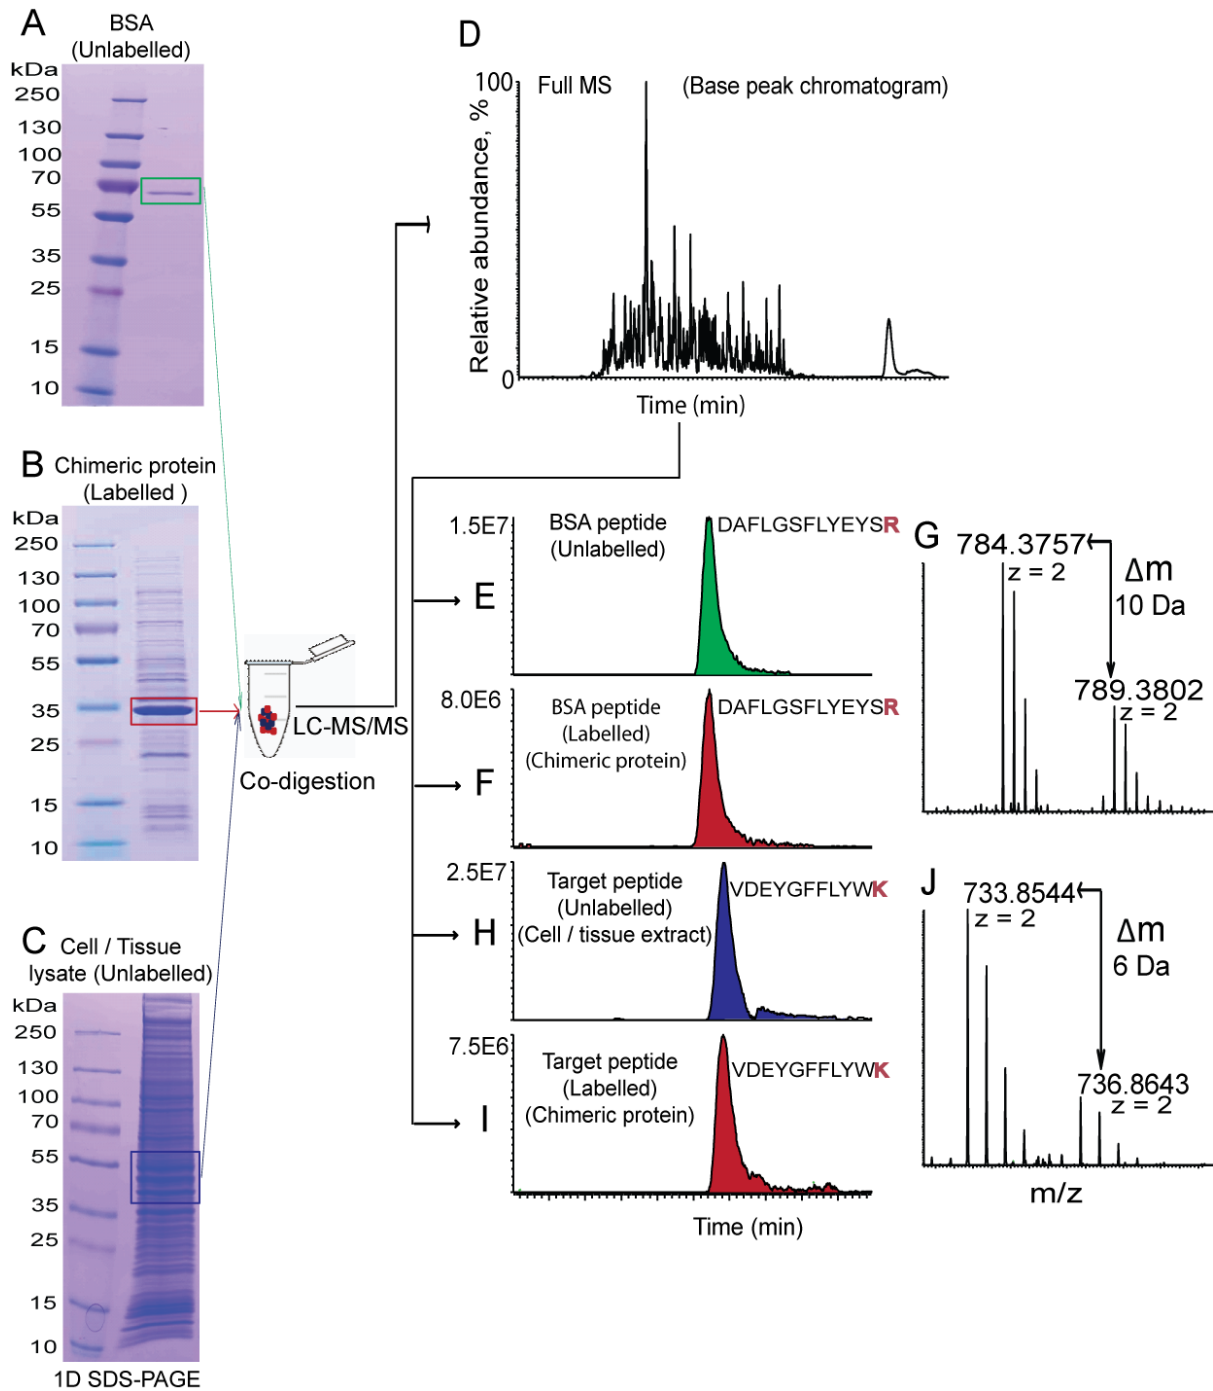 A
BSA
(Unlabelled)
kDa
250
130
100
70
55
35
25
15
10
B
Chimeric protein
(Labelled )
kDa
250
130
100
70
55
35
25
15
10
C
Cell / Tissue
lysate (Unlabelled)
kDa
250
130
100
70
55
35
25
15
10
1D SDS-PAGE
LC-MS/MS
Co-digestion
D
Full MS
(Base peak chromatogram)
100
Relative abundance, %
0
Time (min)
E
1.5E7
BSA peptide
(Unlabelled)
DAFLGSFLYEYSR
F
8.0E6
BSA peptide
(Labelled)
(Chimeric protein)
DAFLGSFLYEYSR
G
784.3757
z = 2
Δm
10 Da
789.3802
z = 2
H
2.5E7
Target peptide
(Unlabelled)
(Cell / tissue extract)
VDEYGFFLYWK
I
7.5E6
Target peptide
(Labelled)
(Chimeric protein)
VDEYGFFLYWK
Time (min)
J
733.8544
z = 2
Δm
6 Da
736.8643
z = 2
m/z